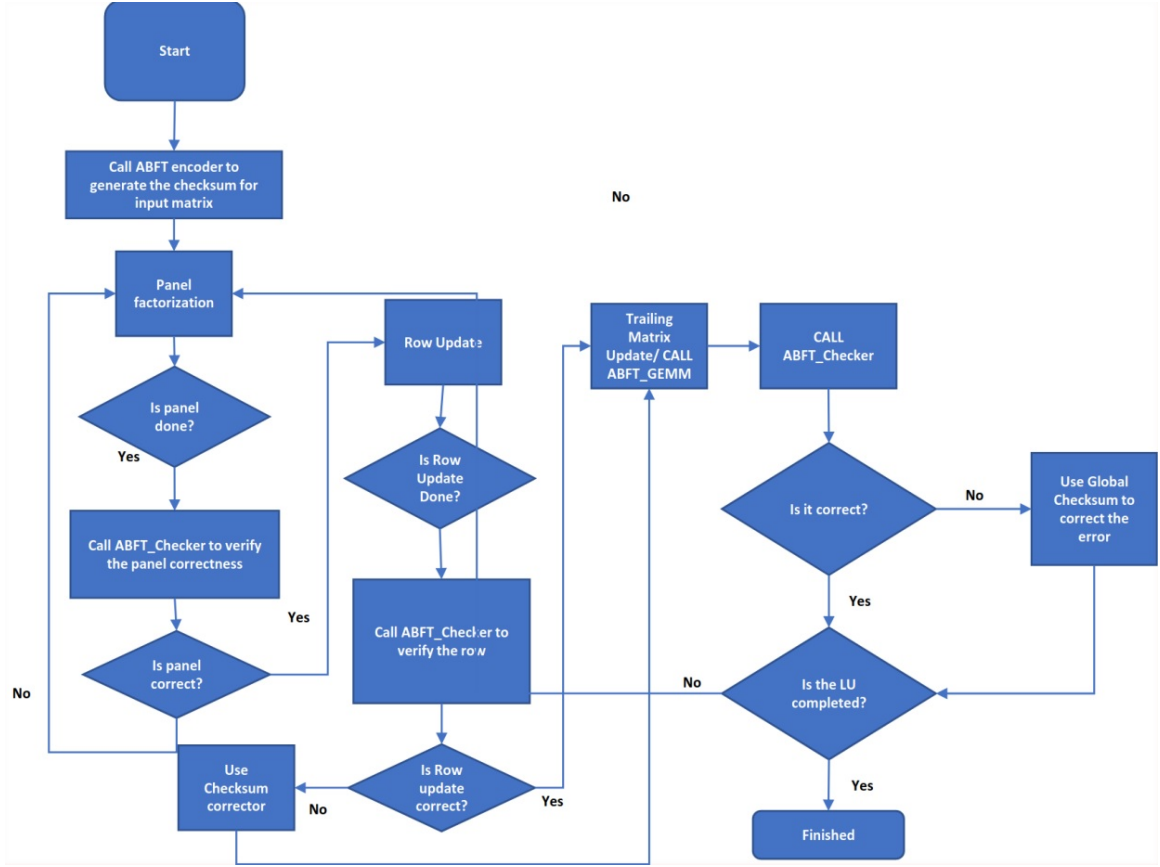 Start
Call ABFT encoder to
generate the checksum for
input matrix
No
Panel
factorization
Row Update
Trailing
Matrix
Update/ CALL
ABFT_GEMM
CALL
ABFT_Checker
Is panel
done?
Yes
Is Row
Update
Done?
Is it correct?
No
Use Global
Checksum to
correct the
error
Call ABFT_Checker to verify
the panel correctness
Yes
Call ABFT_Checker to
verify the row
Yes
Is panel
correct?
No
No
Is the LU
completed?
Use
Checksum
corrector
No
Is Row
update
correct?
Yes
Yes
Finished